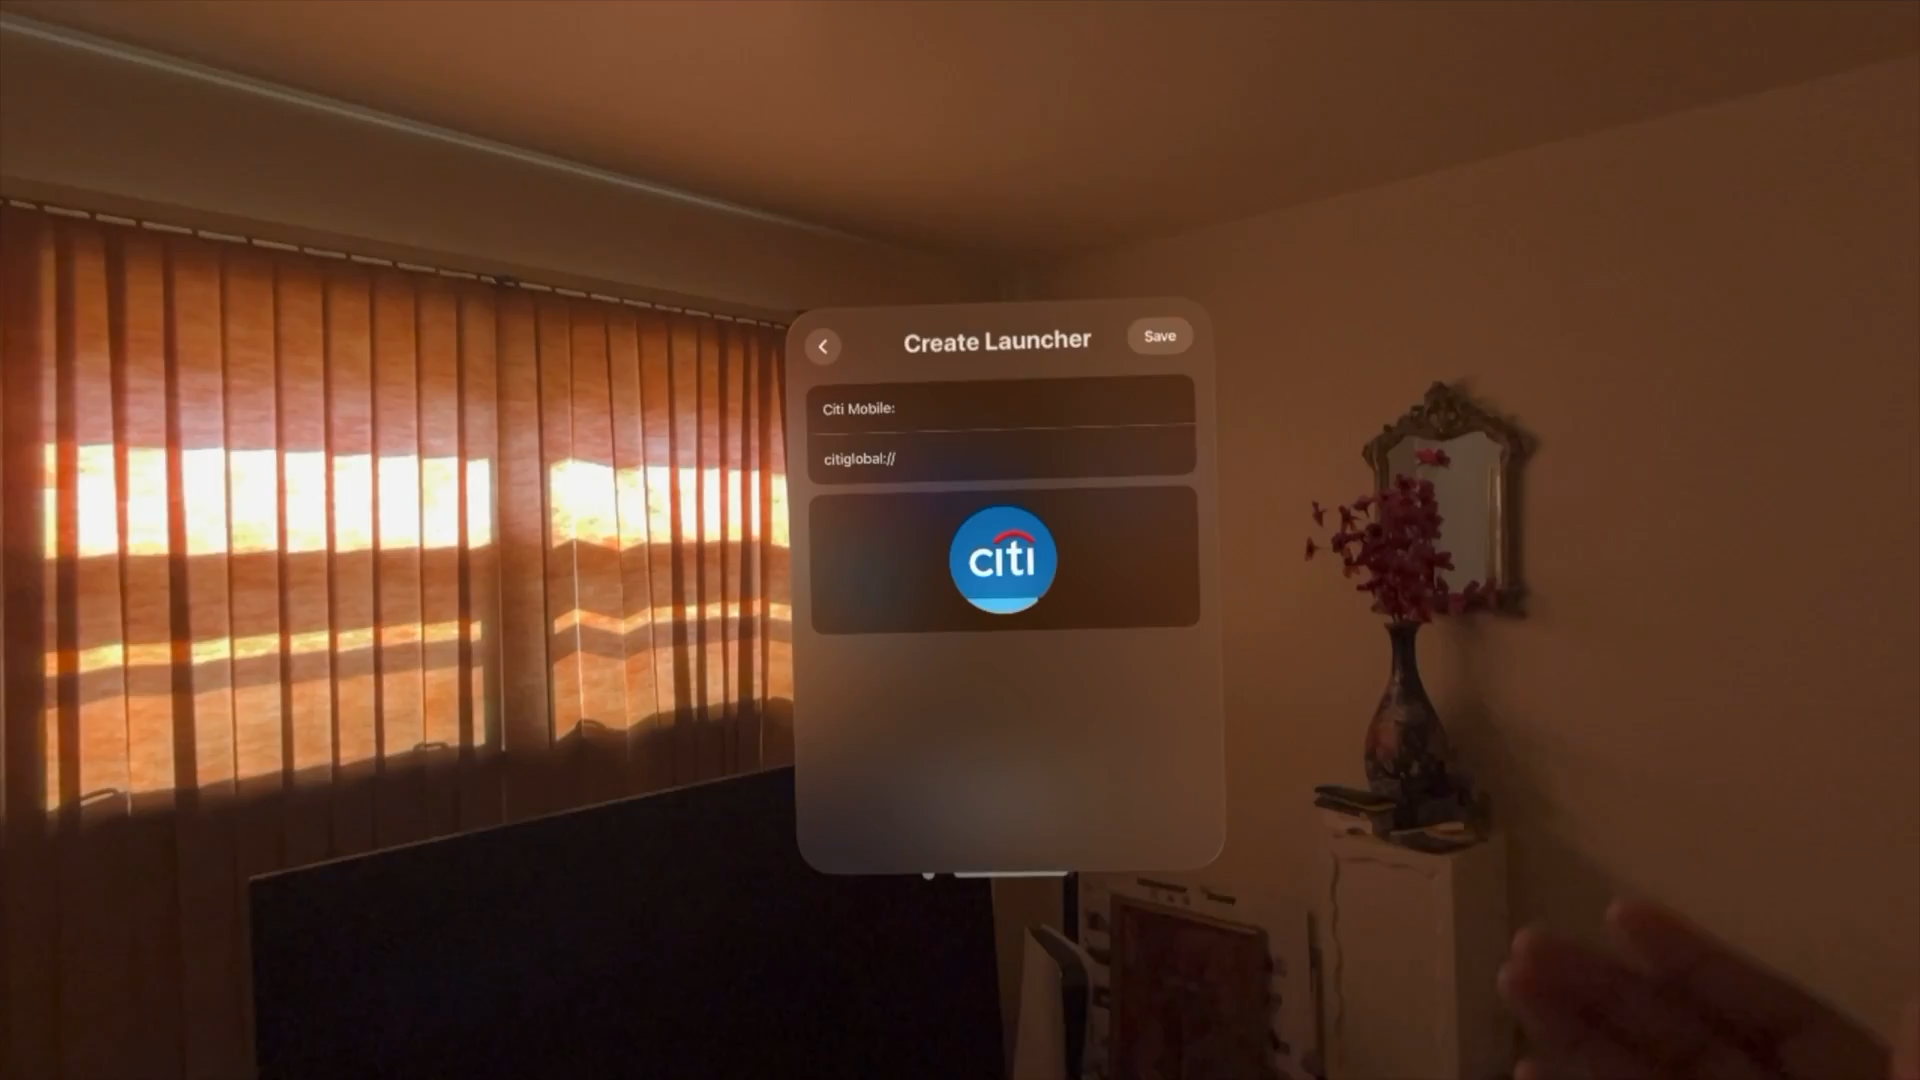 Create Launcher
Save
Citi Mobile:
citiglobal://
citi